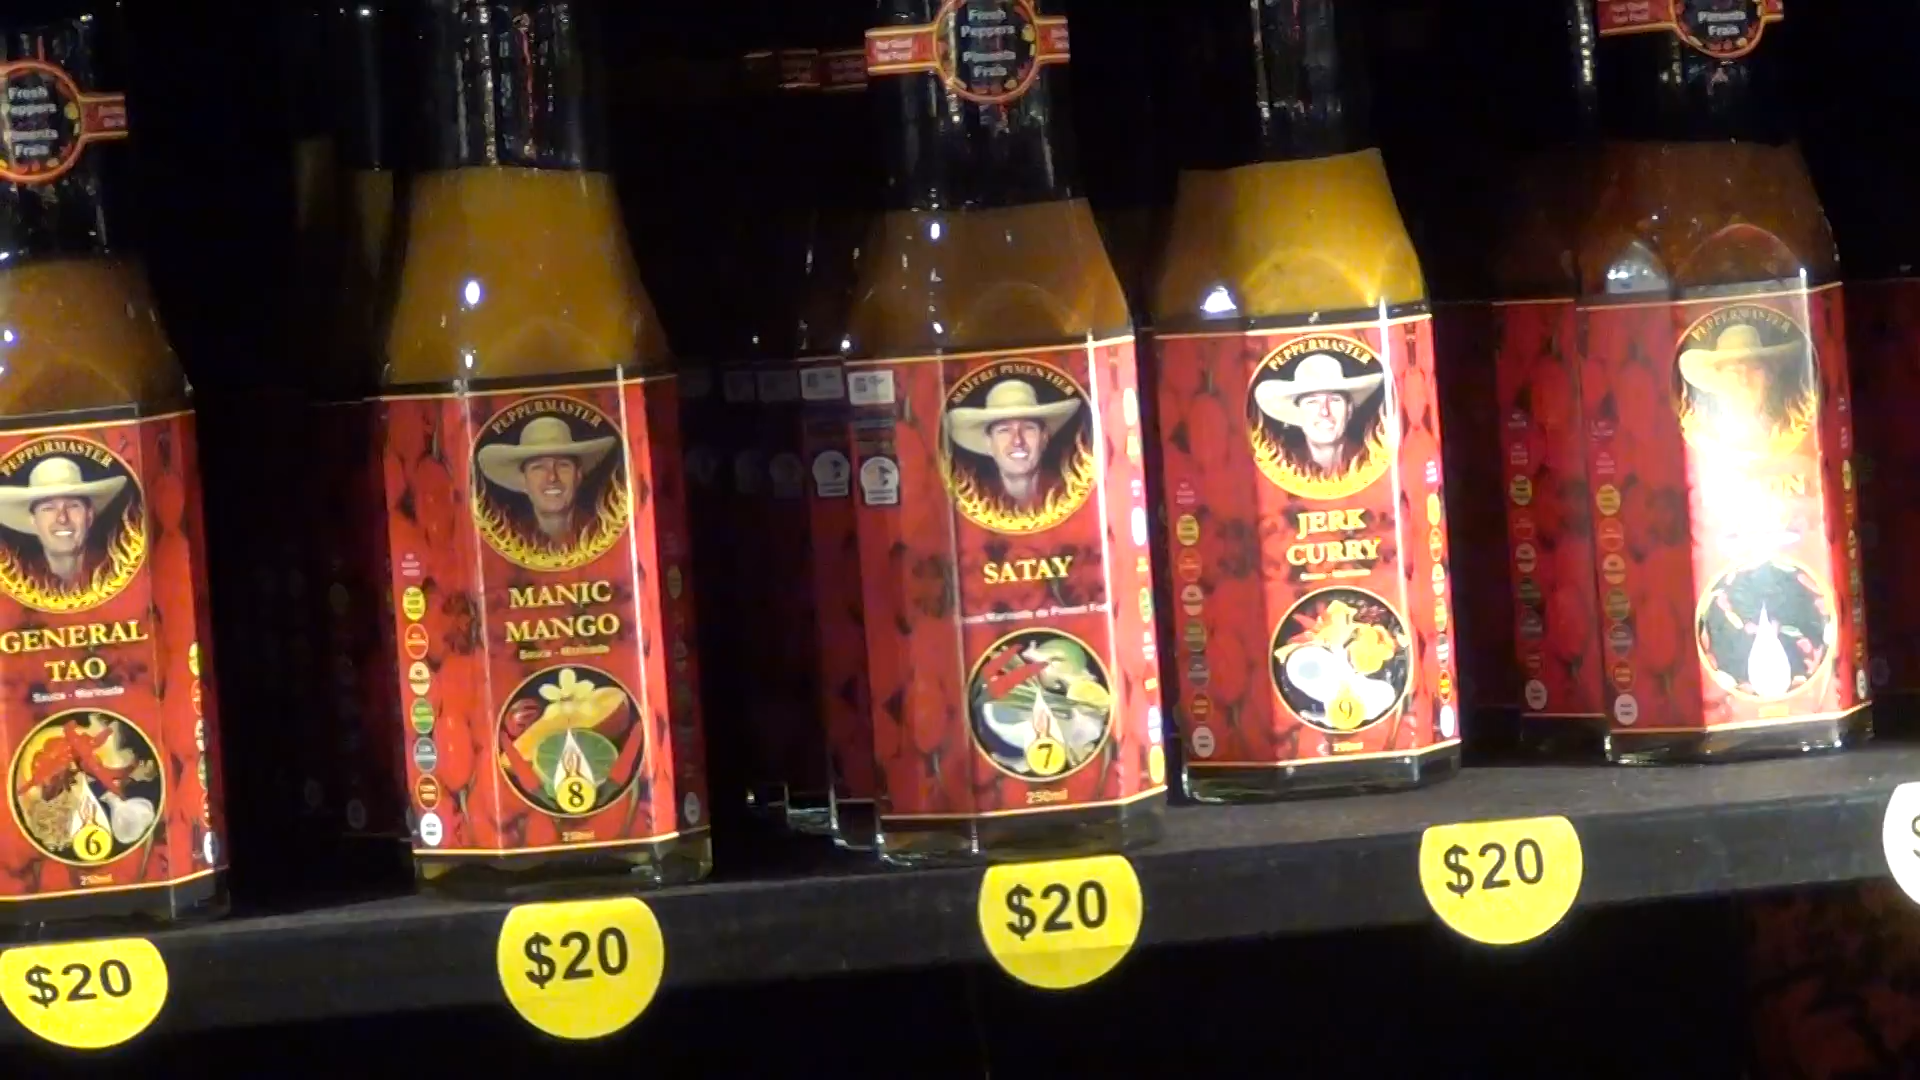 Fresh
Peppers
Piments
Frais
PEPPERMASTER
GENERAL
TAO
Sauce - Marinade
6
250ml
$20
PEPPERMASTER
MANIC
MANGO
Sauce - Marinade
8
250ml
$20
Fresh
Peppers
Piments
Frais
MAÎTRE PIMENTIER
SATAY
7
250ml
$20
PEPPERMASTER
JERK
CURRY
9
250ml
$20
Piments
Frais
PEPPERMASTER
$